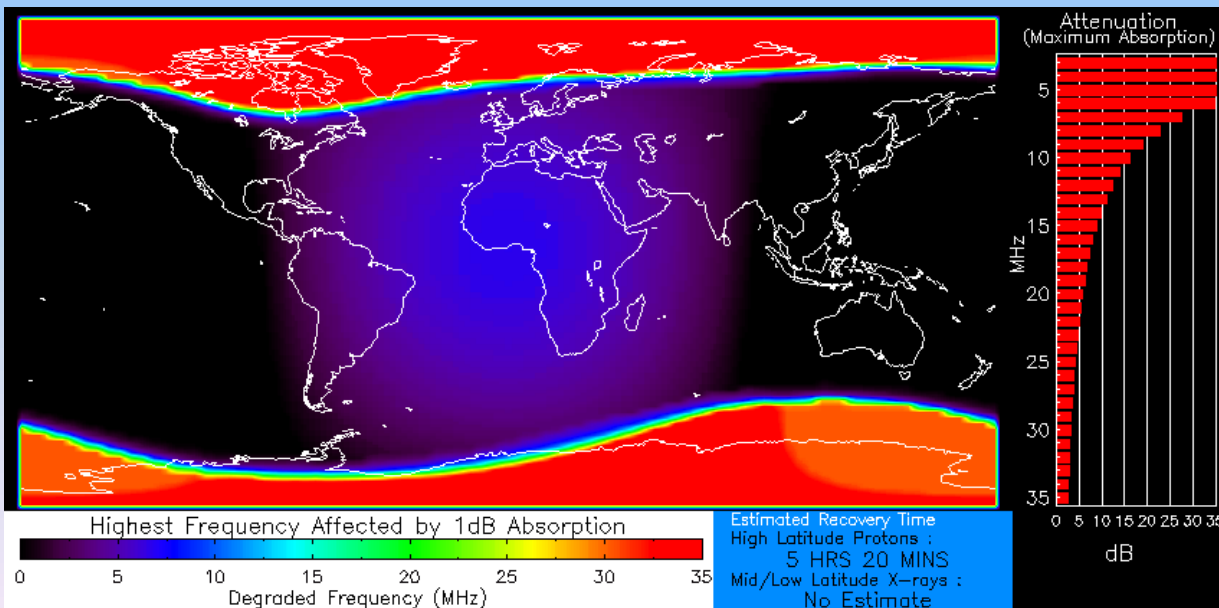 Attenuation
(Maximum Absorption)
5
10
15
20
25
30
35
MHz
0 5 10 15 20 25 30 35
dB
Highest Frequency Affected by 1dB Absorption
0 5 10 15 20 25 30 35
Degraded Frequency (MHz)
Estimated Recovery Time
High Latitude Protons :
5 HRS 20 MINS
Mid/Low Latitude X-rays :
No Estimate